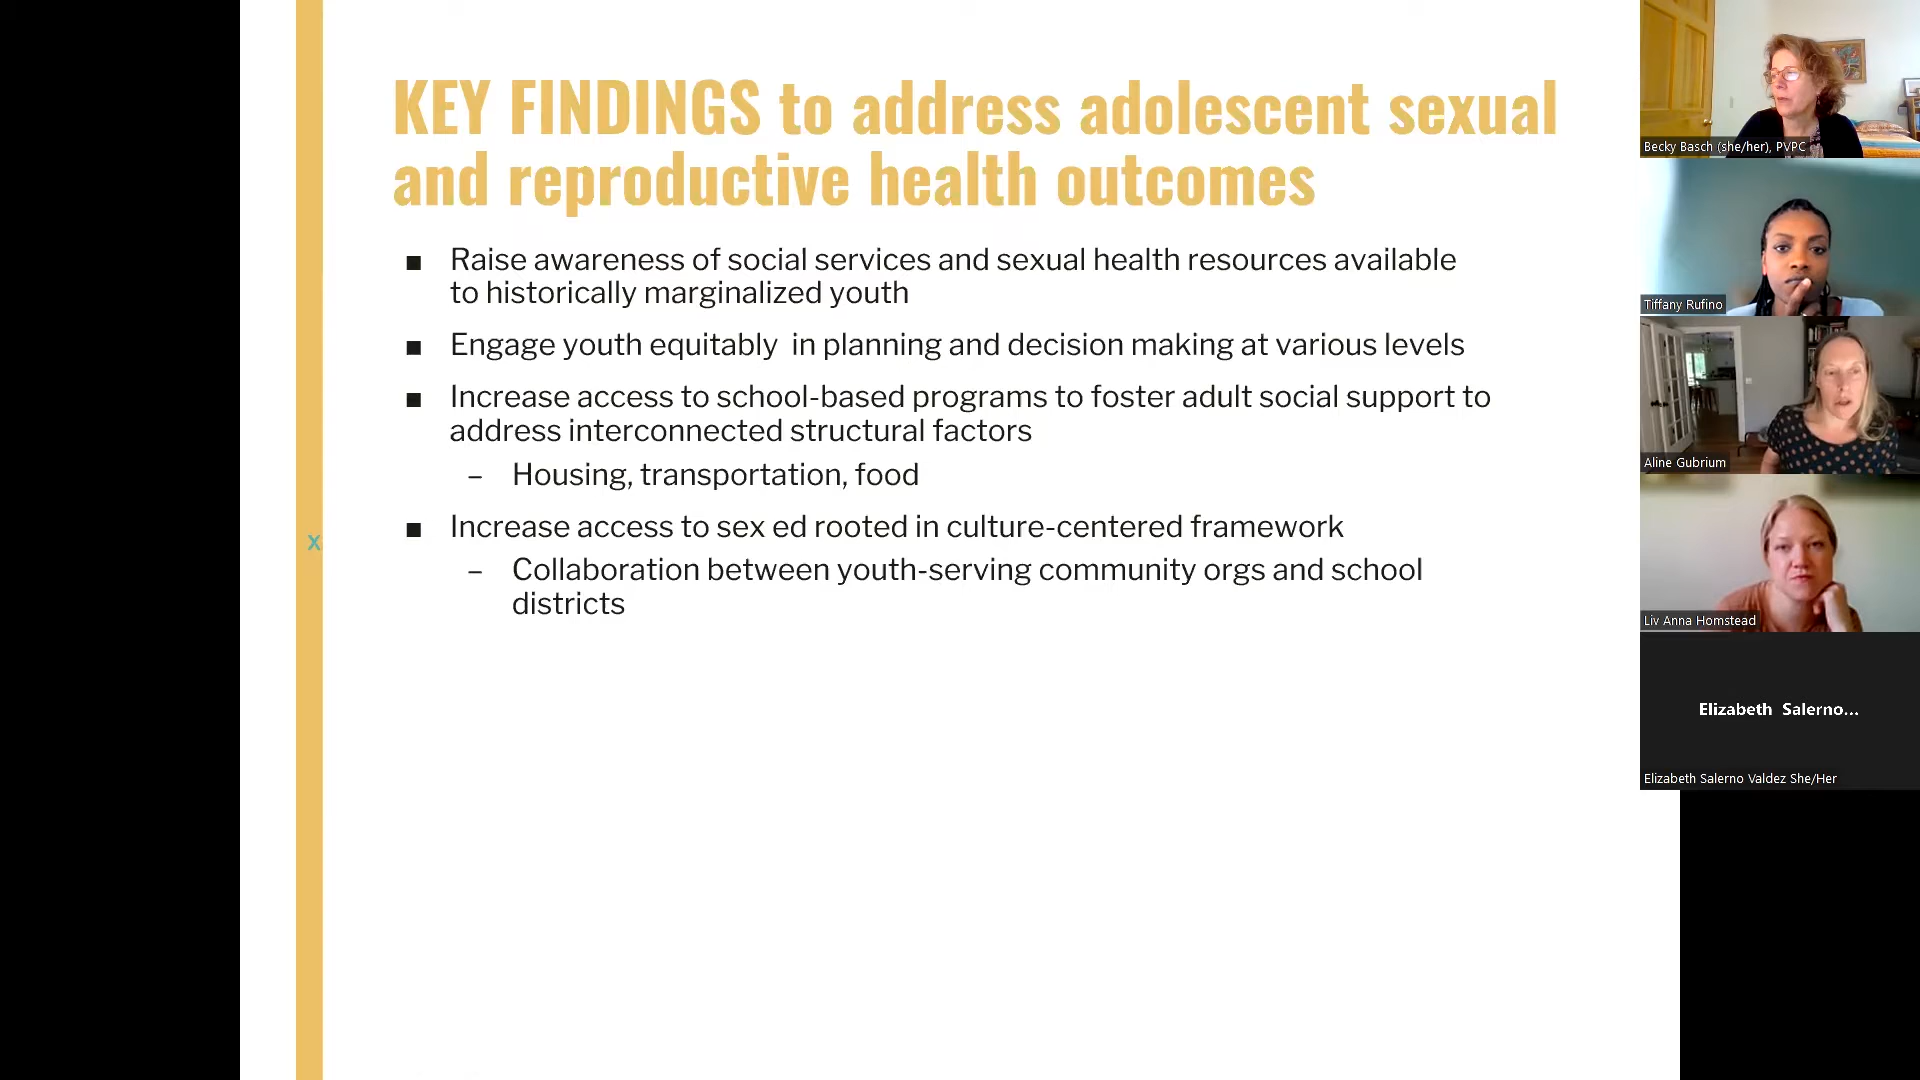 KEY FINDINGS to address adolescent sexual
and reproductive health outcomes
■ Raise awareness of social services and sexual health resources available
to historically marginalized youth
■ Engage youth equitably  in planning and decision making at various levels
■ Increase access to school-based programs to foster adult social support to
address interconnected structural factors
– Housing, transportation, food
■ Increase access to sex ed rooted in culture-centered framework
– Collaboration between youth-serving community orgs and school
districts
X
Becky Basch (she/her), PVPC
Tiffany Rufino
Aline Gubrium
Liv Anna Homstead
Elizabeth  Salerno...
Elizabeth Salerno Valdez She/Her